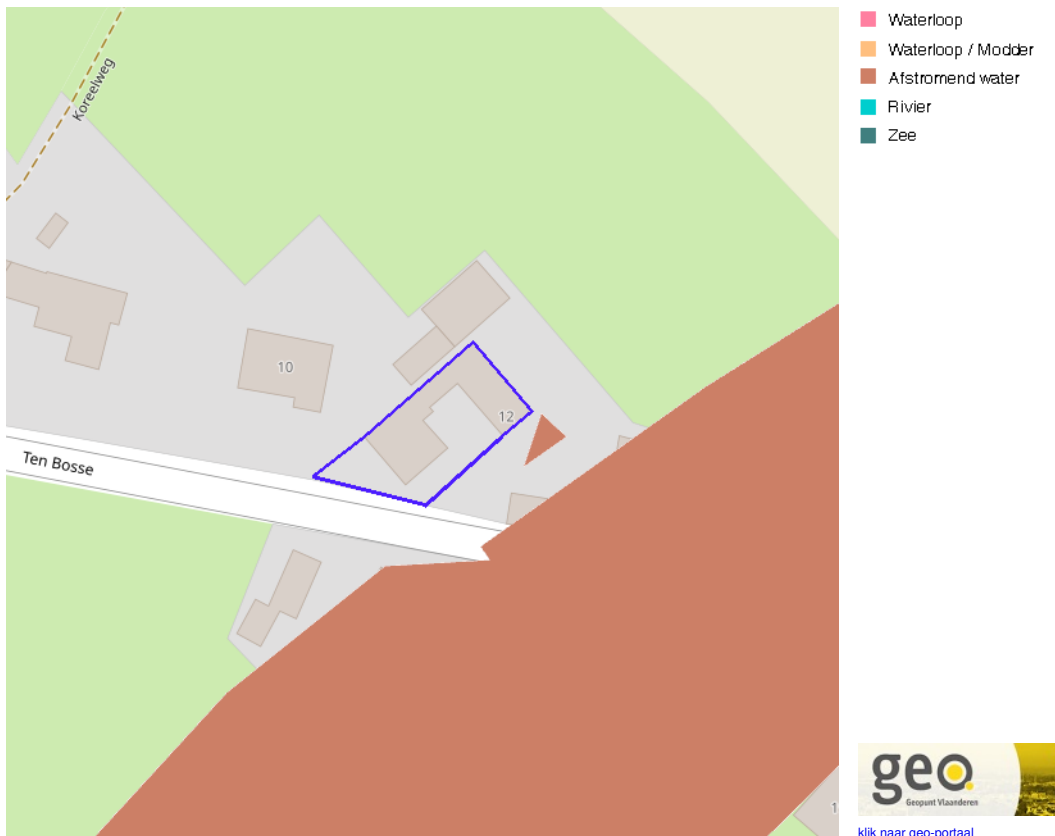 Koreelweg
10
12
Ten Bosse
Waterloop
Waterloop / Modder
Afstromend water
Rivier
Zee
geo.
Geopunt Vlaanderen
klik naar geo-portaal